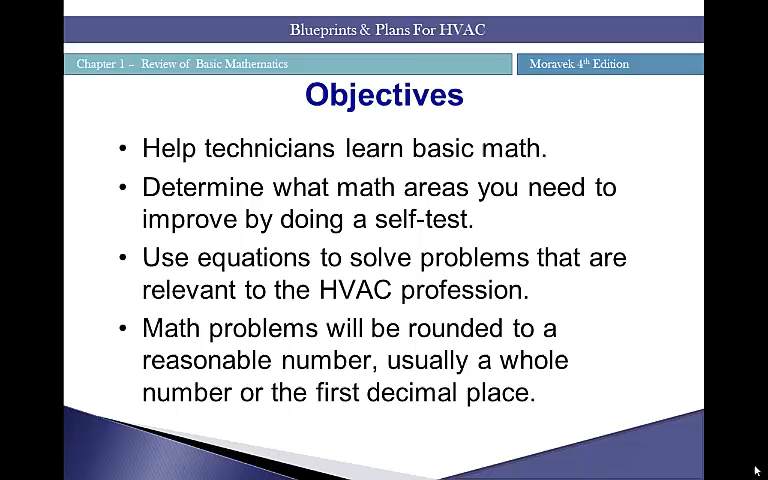 Blueprints & Plans For HVAC
Chapter 1 – Review of Basic Mathematics
Moravek 4th Edition
Objectives
• Help technicians learn basic math.
• Determine what math areas you need to
improve by doing a self-test.
• Use equations to solve problems that are
relevant to the HVAC profession.
• Math problems will be rounded to a
reasonable number, usually a whole
number or the first decimal place.